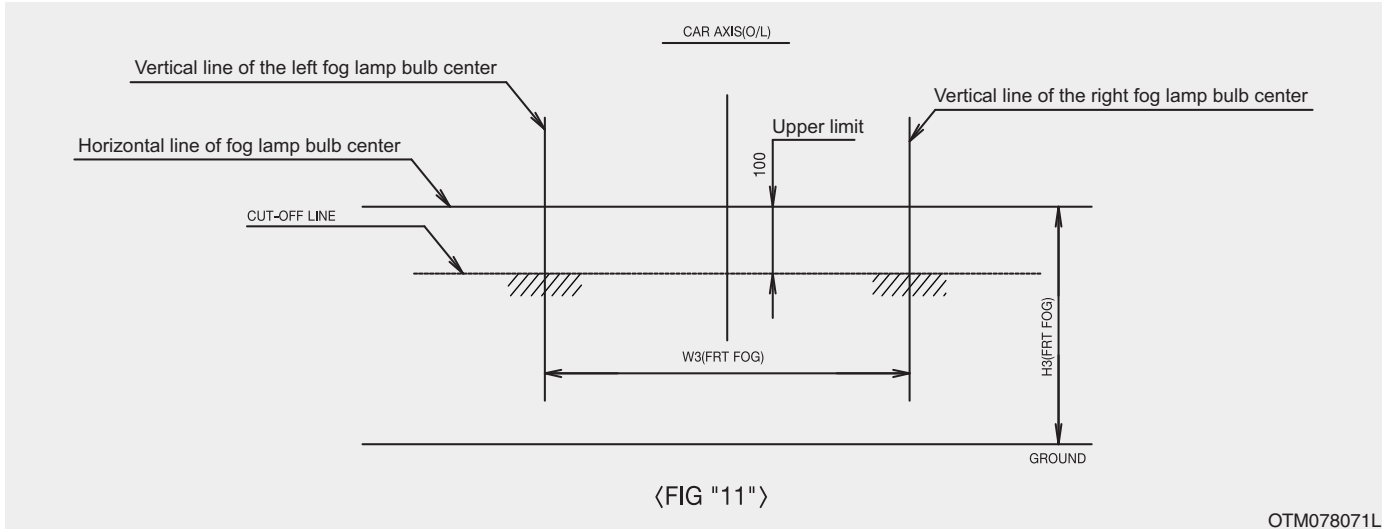 CAR AXIS(O/L)
Vertical line of the left fog lamp bulb center
Vertical line of the right fog lamp bulb center
Upper limit
Horizontal line of fog lamp bulb center
100
CUT-OFF LINE
W3(FRT FOG)
H3(FRT FOG)
GROUND
〈FIG "11"〉
OTM078071L